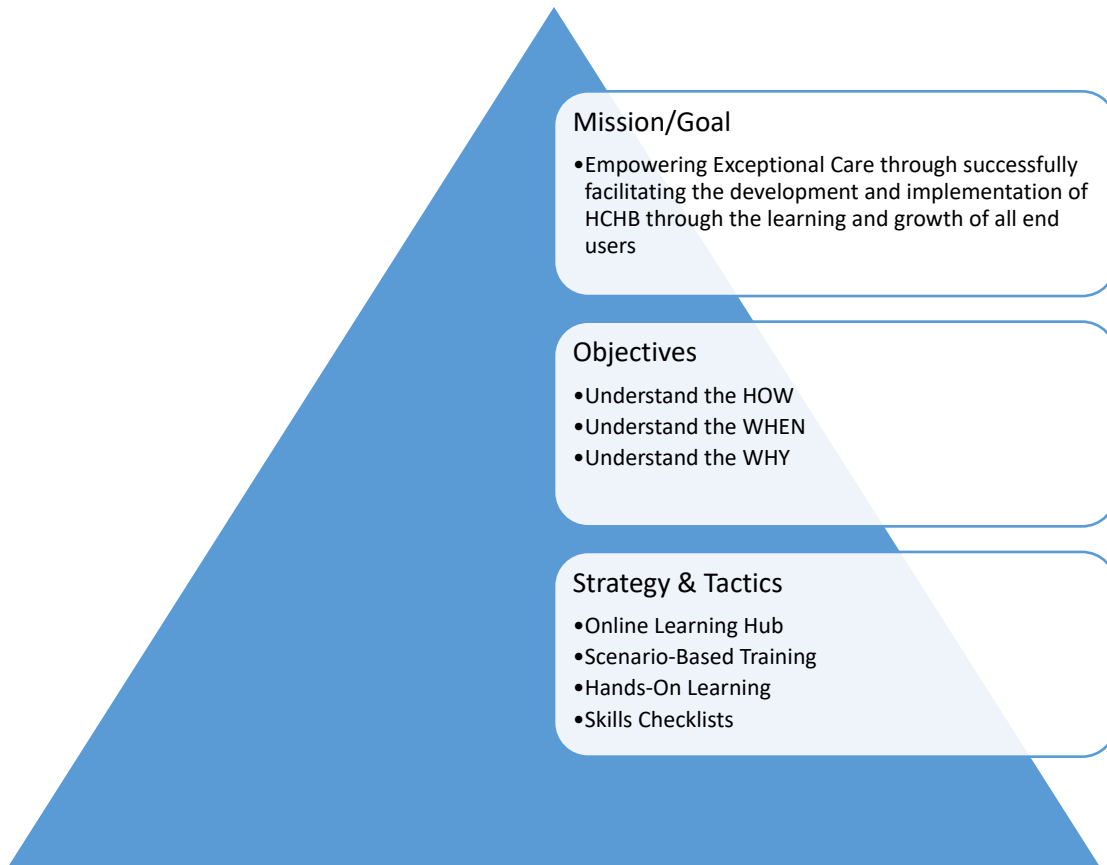 Mission/Goal
•Empowering Exceptional Care through successfully
facilitating the development and implementation of
HCHB through the learning and growth of all end
users
Objectives
•Understand the HOW
•Understand the WHEN
•Understand the WHY
Strategy & Tactics
•Online Learning Hub
•Scenario-Based Training
•Hands-On Learning
•Skills Checklists